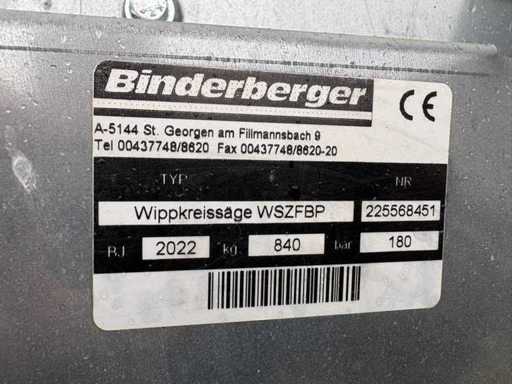 Binderberger
CE
A-5144 St. Georgen am Fillmannsbach 9
Tel 00437748/8620 Fax 00437748/8620-20
TYP NR
Wippkreissäge WSZFBP 225568451
BJ 2022 kg 840 bar 180